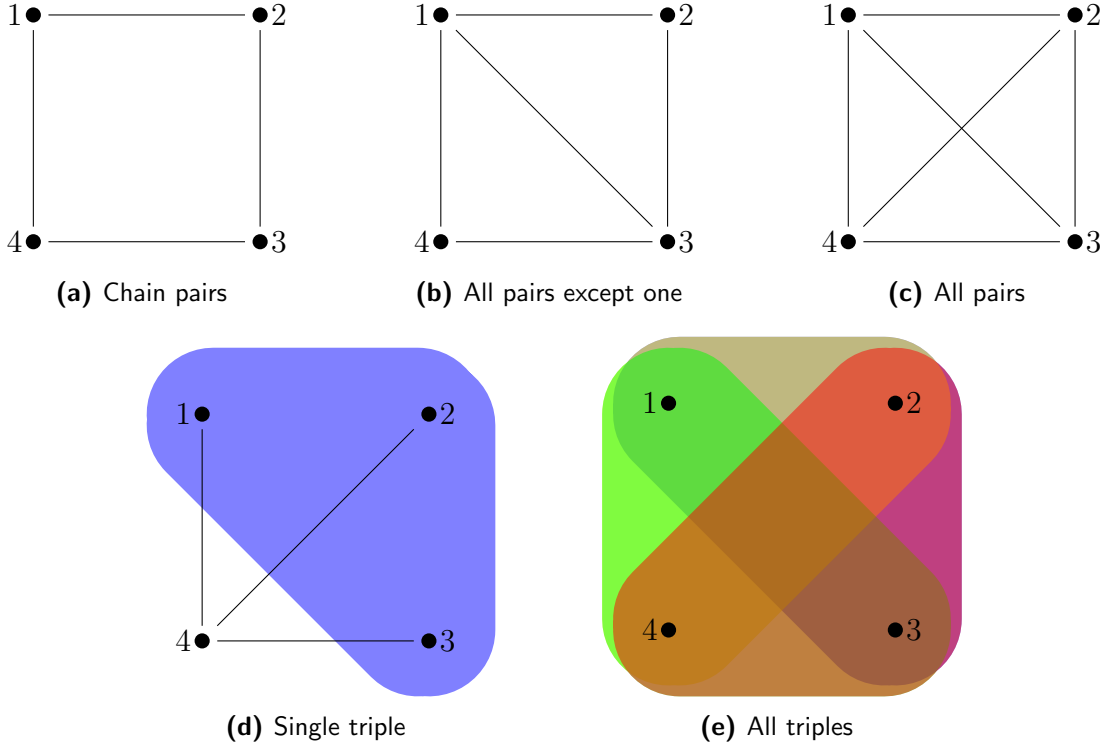 1 2 1 2 1 2
4 3 4 3 4 3
(a) Chain pairs (b) All pairs except one (c) All pairs
1 2 1 2
4 3 4 3
(d) Single triple (e) All triples